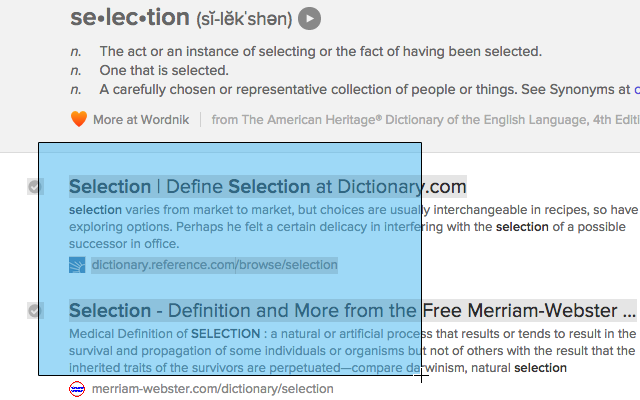 se•lec•tion (sĭ-lĕkˈshən)
n. The act or an instance of selecting or the fact of having been selected.
n. One that is selected.
n. A carefully chosen or representative collection of people or things. See Synonyms at
More at Wordnik from The American Heritage® Dictionary of the English Language, 4th Editi
Selection | Define Selection at Dictionary.com
selection varies from market to market, but choices are usually interchangeable in recipes, so have
exploring options. Perhaps he felt a certain delicacy in interfering with the selection of a possible
successor in office.
dictionary.reference.com/browse/selection
Selection - Definition and More from the Free Merriam-Webster ...
Medical Definition of SELECTION : a natural or artificial process that results or tends to result in the
survival and propagation of some individuals or organisms but not of others with the result that the
inherited traits of the survivors are perpetuated—compare darwinism, natural selection
merriam-webster.com/dictionary/selection